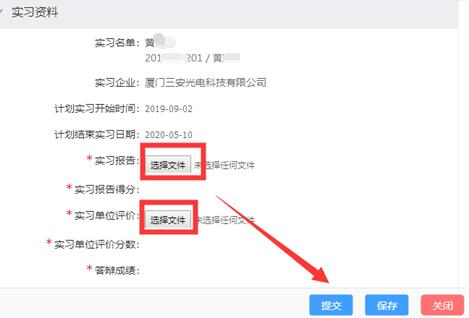 实习资料
实习名单：黄
201 201 / 黄
实习企业：厦门三安光电科技有限公司
计划实习开始时间：2019-09-02
计划结束实习日期：2020-05-10
*实习报告：选择文件 未选择任何文件
*实习报告得分：
*实习单位评价：选择文件 未选择任何文件
*实习单位评价分数：
*答辩成绩：
提交 保存 关闭